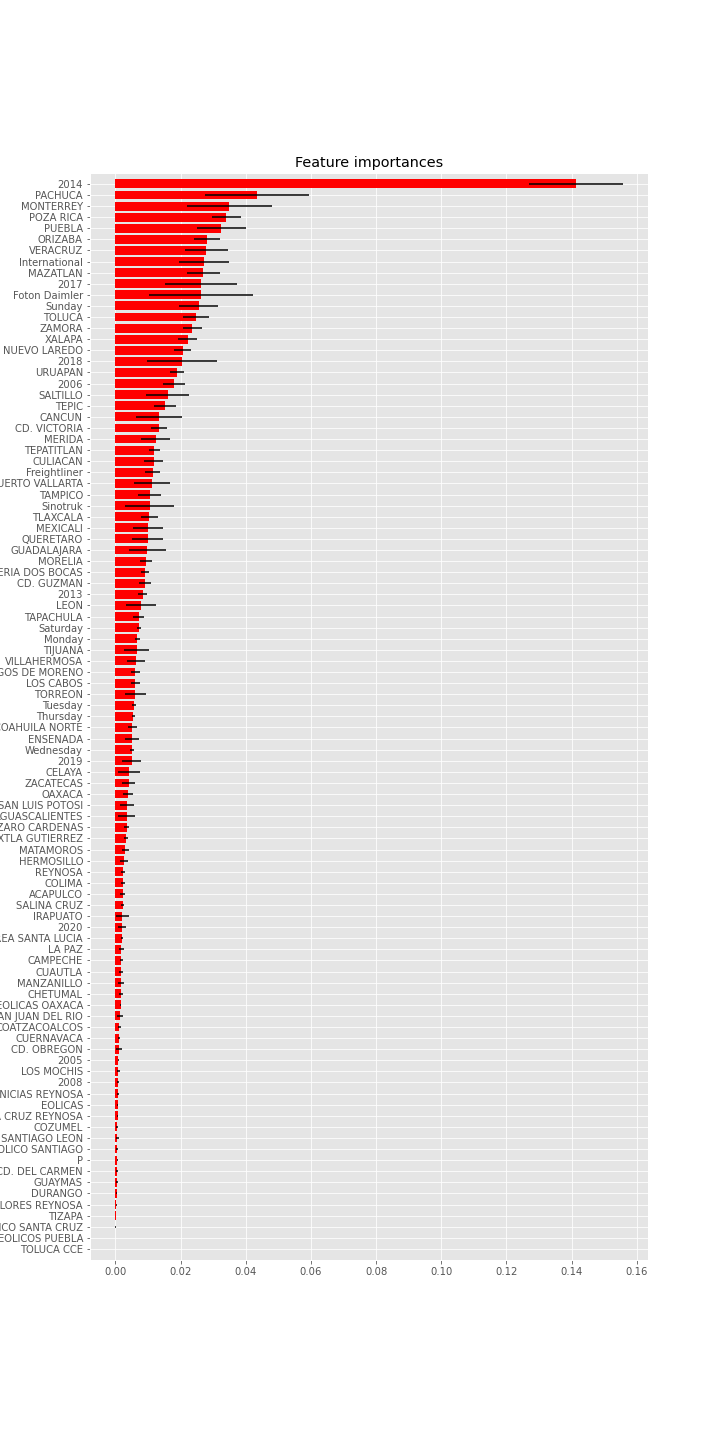 Feature importances
2014
PACHUCA
MONTERREY
POZA RICA
PUEBLA
ORIZABA
VERACRUZ
International
MAZATLAN
2017
Foton Daimler
Sunday
TOLUCA
ZAMORA
XALAPA
NUEVO LAREDO
2018
URUAPAN
2006
SALTILLO
TEPIC
CANCUN
CD. VICTORIA
MERIDA
TEPATITLAN
CULIACAN
Freightliner
UERTO VALLARTA
TAMPICO
Sinotruk
TLAXCALA
MEXICALI
QUERETARO
GUADALAJARA
MORELIA
ERIA DOS BOCAS
CD. GUZMAN
2013
LEON
TAPACHULA
Saturday
Monday
TIJUANA
VILLAHERMOSA
GOS DE MORENO
LOS CABOS
TORREON
Tuesday
Thursday
COAHUILA NORTE
ENSENADA
Wednesday
2019
CELAYA
ZACATECAS
OAXACA
SAN LUIS POTOSI
GUASCALIENTES
ZARO CARDENAS
XTLA GUTIERREZ
MATAMOROS
HERMOSILLO
REYNOSA
COLIMA
ACAPULCO
SALINA CRUZ
IRAPUATO
2020
EA SANTA LUCIA
LA PAZ
CAMPECHE
CUAUTLA
MANZANILLO
CHETUMAL
EOLICAS OAXACA
AN JUAN DEL RIO
COATZACOALCOS
CUERNAVACA
CD. OBREGON
2005
LOS MOCHIS
2008
NICIAS REYNOSA
EOLICAS
CRUZ REYNOSA
COZUMEL
SANTIAGO LEON
OLICO SANTIAGO
P
CD. DEL CARMEN
GUAYMAS
DURANGO
LORES REYNOSA
TIZAPA
ICO SANTA CRUZ
EOLICOS PUEBLA
TOLUCA CCE
0.00 0.02 0.04 0.06 0.08 0.10 0.12 0.14 0.16